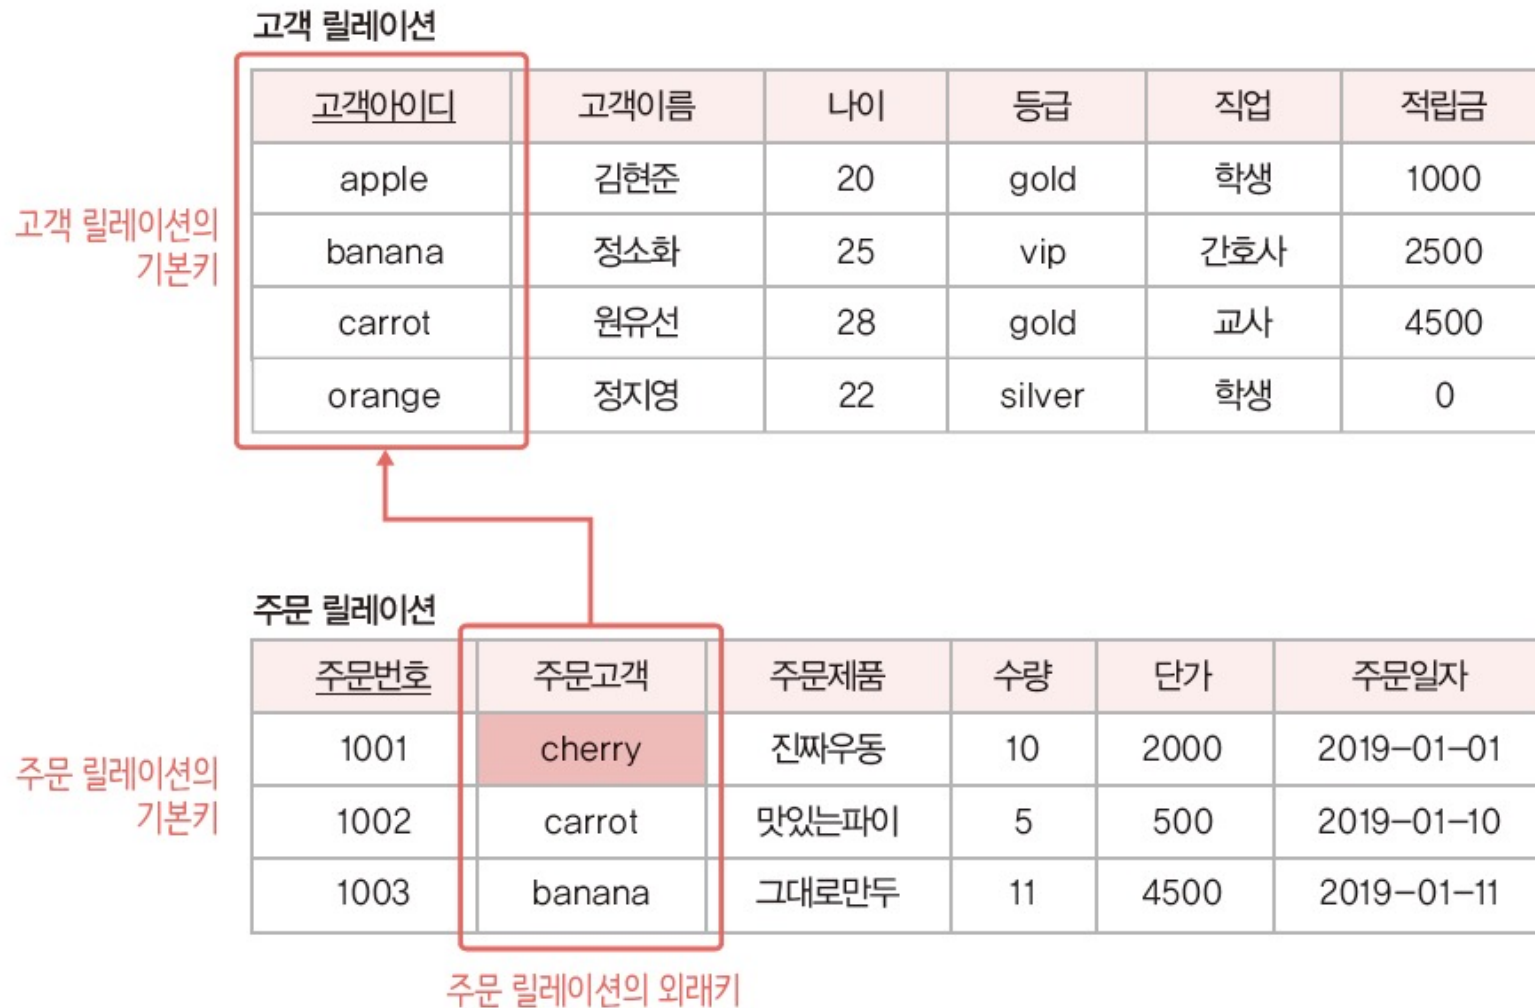 고객 릴레이션
고객아이디 고객이름 나이 등급 직업 적립금
apple 김현준 20 gold 학생 1000
banana 정소화 25 vip 간호사 2500
carrot 원유선 28 gold 교사 4500
orange 정지영 22 silver 학생 0
고객 릴레이션의
기본키
주문 릴레이션
주문번호 주문고객 주문제품 수량 단가 주문일자
1001 cherry 진짜우동 10 2000 2019-01-01
1002 carrot 맛있는파이 5 500 2019-01-10
1003 banana 그대로만두 11 4500 2019-01-11
주문 릴레이션의
기본키
주문 릴레이션의 외래키